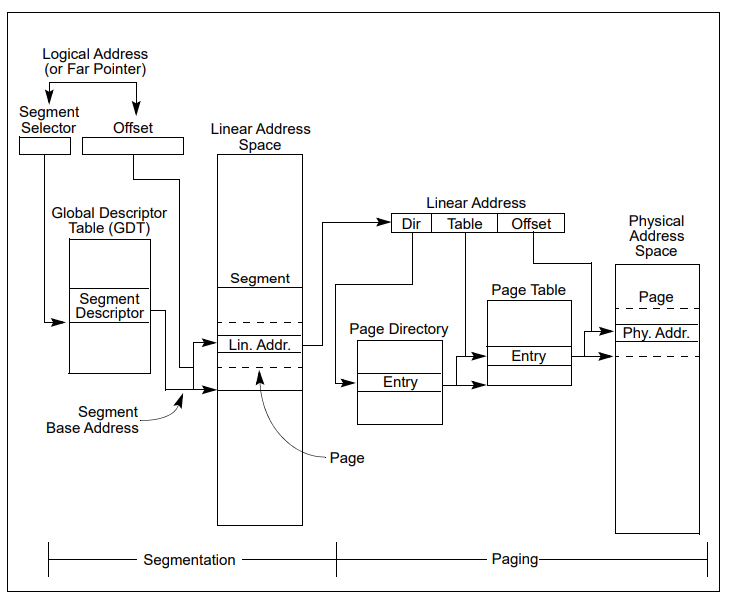 Logical Address
(or Far Pointer)
Segment
Selector
Offset
Linear Address
Space
Global Descriptor
Table (GDT)
Segment
Descriptor
Segment
Lin. Addr.
Segment
Base Address
Page
Linear Address
Dir Table Offset
Page Directory
Entry
Page Table
Entry
Physical
Address
Space
Page
Phy. Addr.
Segmentation
Paging